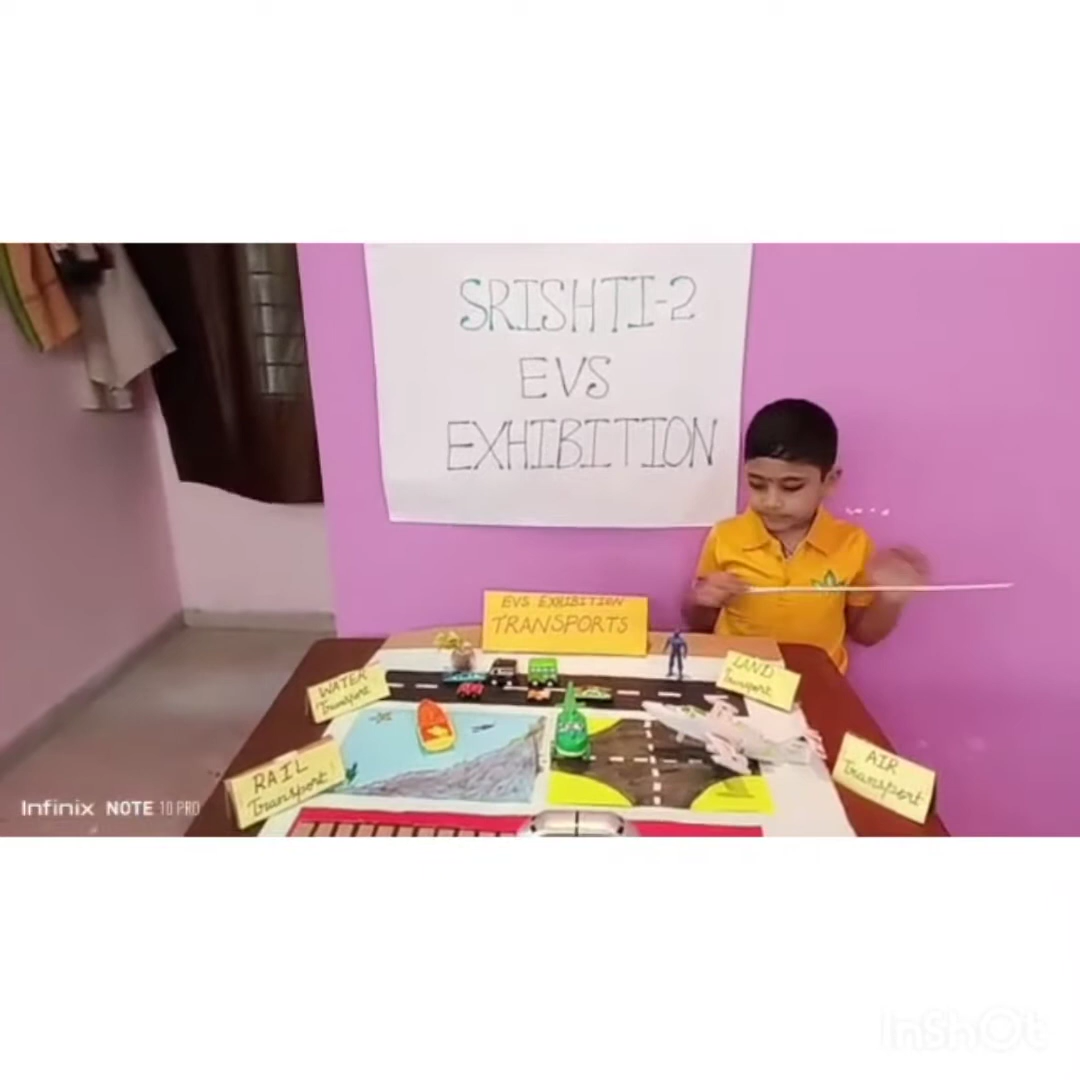 SRISHTI-2
EVS
EXHIBITION
EVS EXHIBITION
TRANSPORTS
WATER
Transport
LAND
Transport
RAIL
Transport
AIR
Transport
Infinix NOTE 10 PRO
InShOt